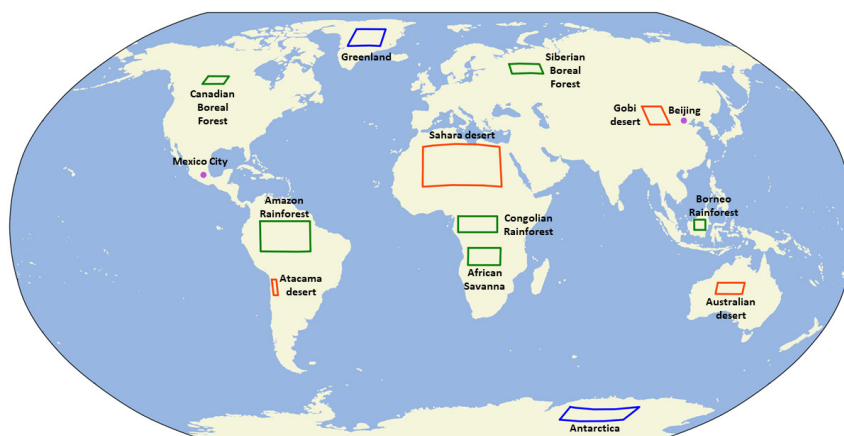 Greenland
Siberian
Boreal
Forest
Canadian
Boreal
Forest
Gobi
desert
Beijing
Sahara desert
Mexico City
Amazon
Rainforest
Borneo
Rainforest
Congolian
Rainforest
African
Savanna
Atacama
desert
Australian
desert
Antarctica